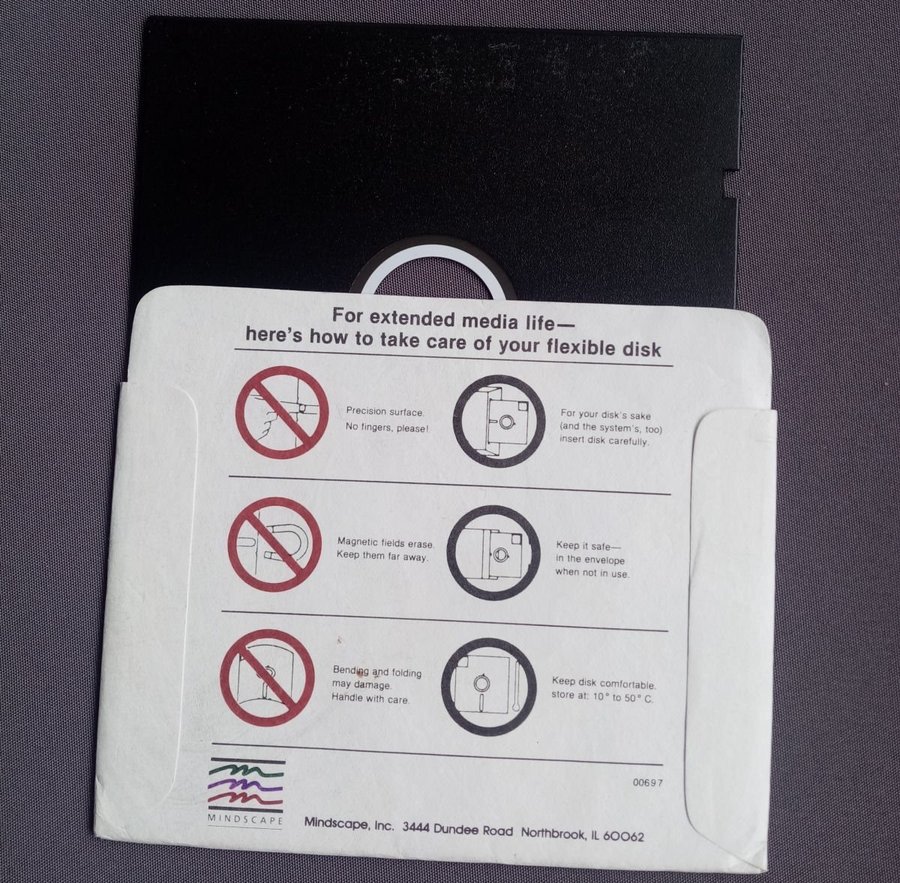 For extended media life—
here's how to take care of your flexible disk
Precision surface.
No fingers, please!
For your disk's sake
(and the system's, too)
insert disk carefully.
Magnetic fields erase.
Keep them far away.
Keep it safe—
in the envelope
when not in use.
Bending and folding
may damage.
Handle with care.
Keep disk comfortable.
store at: 10° to 50° C.
00697
MINDSCAPE
Mindscape, Inc. 3444 Dundee Road Northbrook, IL 60062